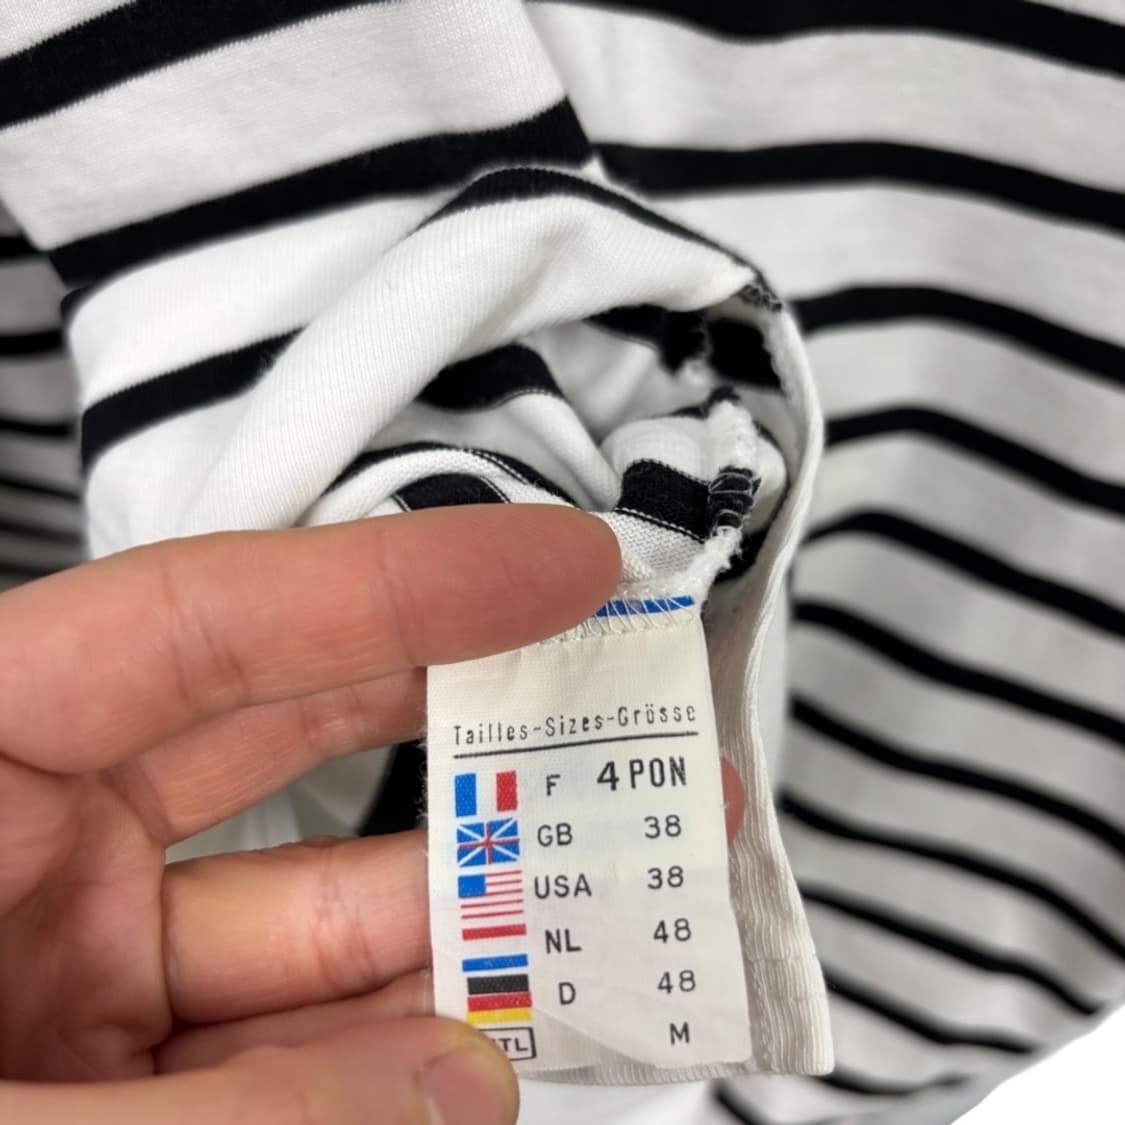 Tailles-Sizes-Grösse
F 4 PON
GB 38
USA 38
NL 48
D 48
M